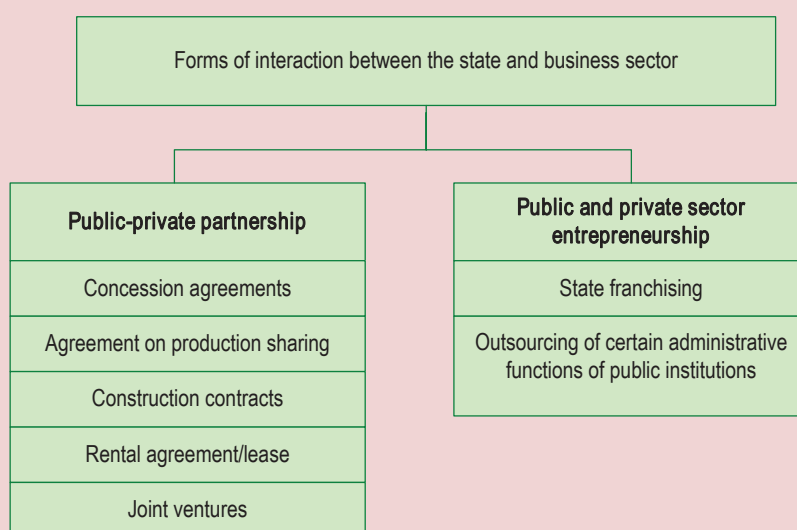 Forms of interaction between the state and business sector
Public-private partnership
Concession agreements
Agreement on production sharing
Construction contracts
Rental agreement/lease
Joint ventures
Public and private sector
entrepreneurship
State franchising
Outsourcing of certain administrative
functions of public institutions